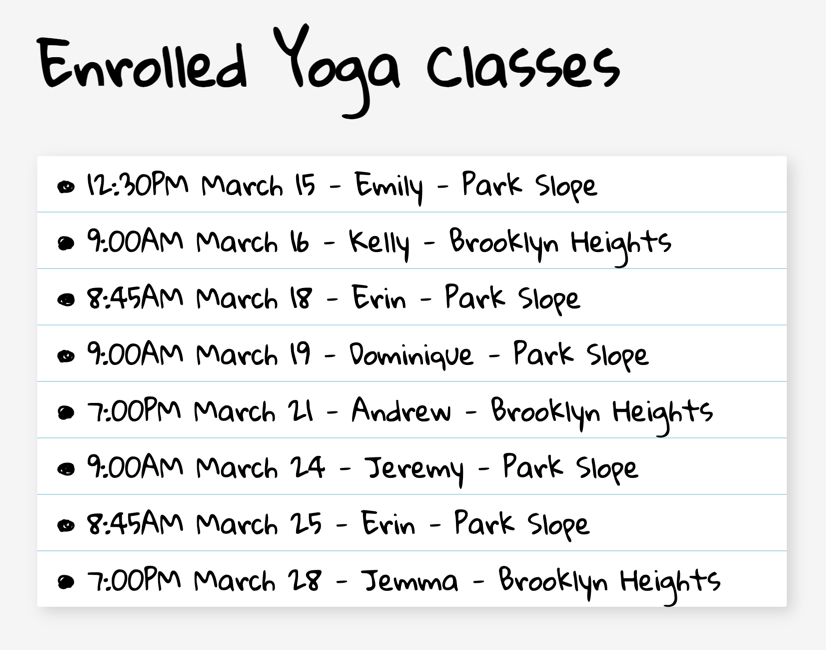 Enrolled Yoga Classes
• 12:30PM March 15 - Emily - Park Slope
• 9:00AM March 16 - Kelly - Brooklyn Heights
• 8:45AM March 18 - Erin - Park Slope
• 9:00AM March 19 - Dominique - Park Slope
• 7:00PM March 21 - Andrew - Brooklyn Heights
• 9:00AM March 24 - Jeremy - Park Slope
• 8:45AM March 25 - Erin - Park Slope
• 7:00PM March 28 - Jemma - Brooklyn Heights